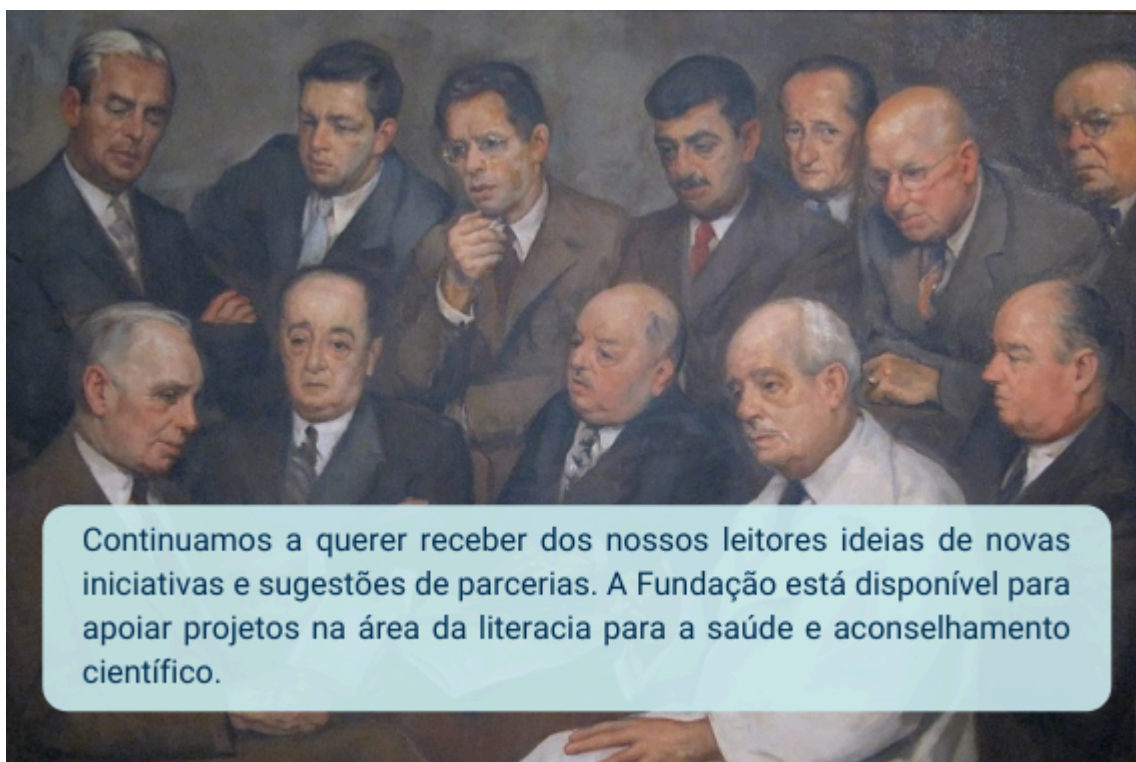 Continuamos a querer receber dos nossos leitores ideias de novas
iniciativas e sugestões de parcerias. A Fundação está disponível para
apoiar projetos na área da literacia para a saúde e aconselhamento
científico.